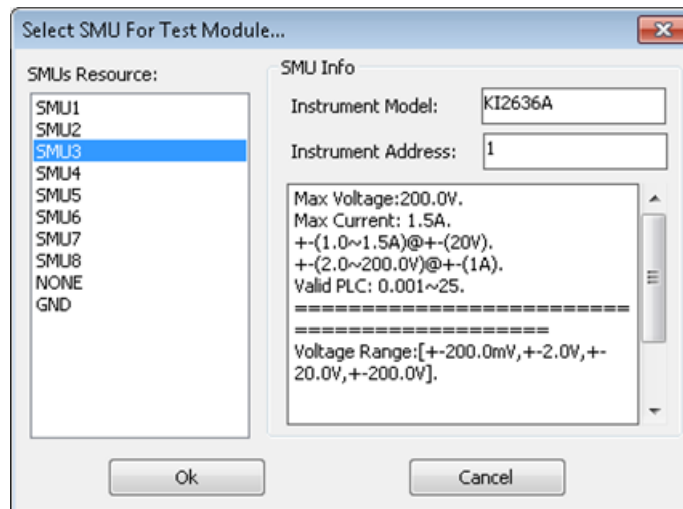 Select SMU For Test Module...
SMUs Resource:
SMU1
SMU2
SMU3
SMU4
SMU5
SMU6
SMU7
SMU8
NONE
GND
SMU Info
Instrument Model:
KI2636A
Instrument Address:
1
Max Voltage:200.0V.
Max Current: 1.5A.
+-(1.0~1.5A)@+-(20V).
+-(2.0~200.0V)@+-(1A).
Valid PLC: 0.001~25.
=========================
===================
Voltage Range:[+-200.0mV,+-2.0V,+-
20.0V,+-200.0V].
Ok
Cancel